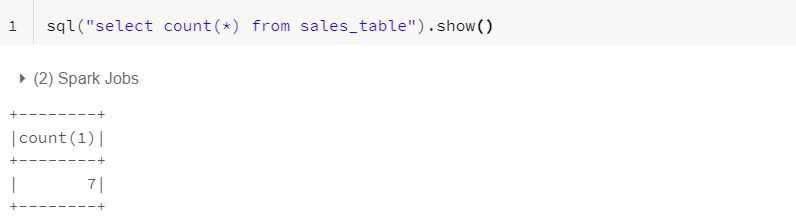 1 sql("select count(*) from sales_table").show()
▶ (2) Spark Jobs
+--------+
|count(1)|
+--------+
|       7|
+--------+